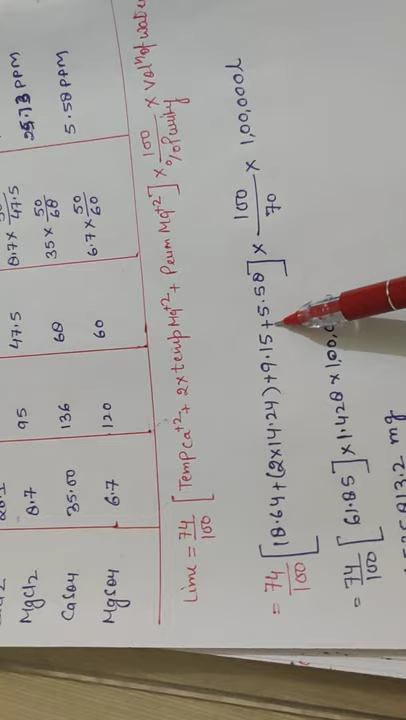 MgCl2 8.7 95 47.5 8.7 × 50/47.5 PPM
CaSO4 35.00 136 68 35 × 50/68
MgSO4 6.7 120 60 6.7 × 50/60 5.58 PPM
Lime = 74/100 [Temp Ca+2 + 2 × temp Mg+2 + Perm Mg+2] × 100/% Purity × Vol of water
= 74/100 [18.64 + (2×14.24) + 9.15 + 5.58] × 100/70 × 1,00,000 l
= 74/100 [61.85] × 1.428 × 1,00,
813.2 mg